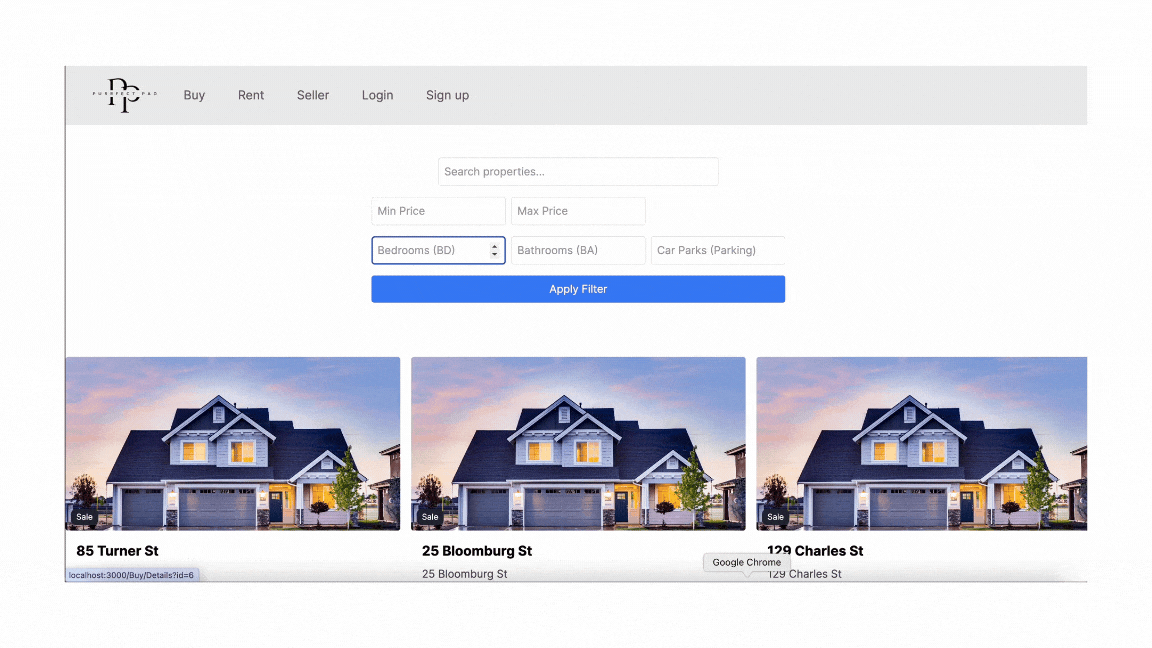 PP
PURRFECT PAD
Buy Rent Seller Login Sign up
Search properties...
Min Price Max Price
Bedrooms (BD) Bathrooms (BA) Car Parks (Parking)
Apply Filter
Sale Sale Sale
85 Turner St 25 Bloomburg St 129 Charles St
Google Chrome
localhost:3000/Buy/Details?id=6 25 Bloomburg St 129 Charles St